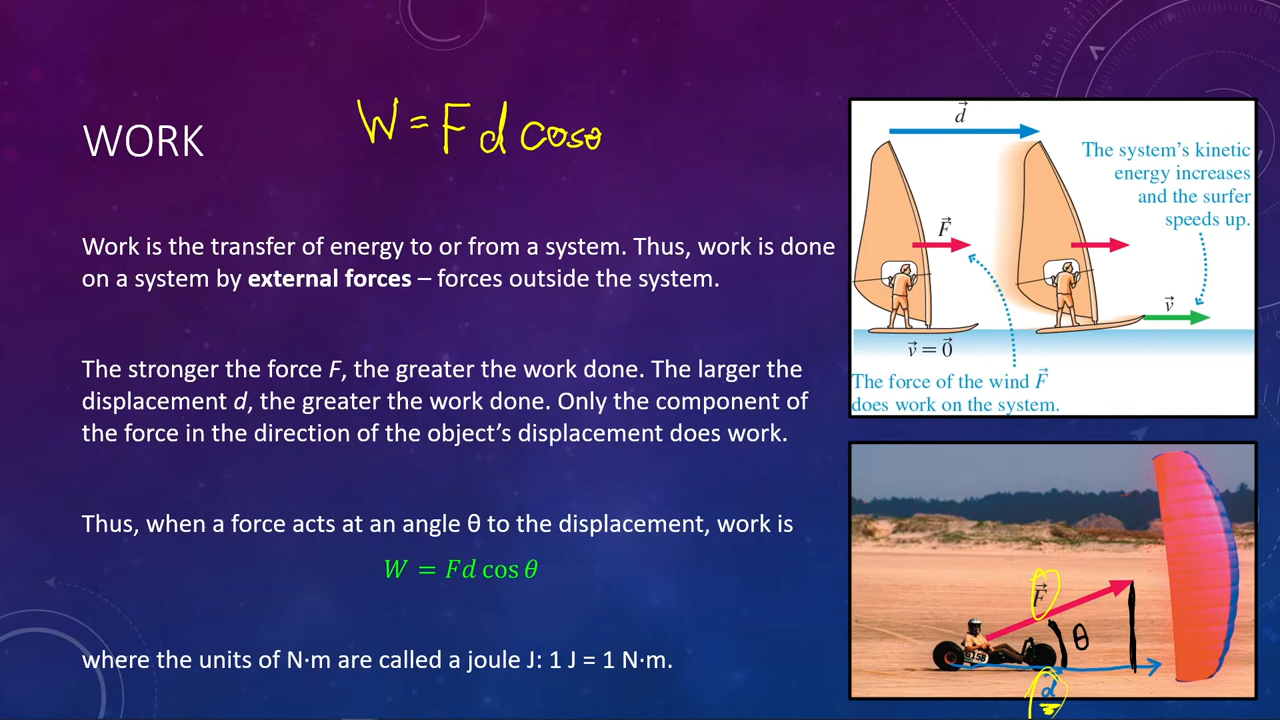 WORK
W = F d cosθ
Work is the transfer of energy to or from a system. Thus, work is done
on a system by external forces – forces outside the system.
The stronger the force F, the greater the work done. The larger the
displacement d, the greater the work done. Only the component of
the force in the direction of the object's displacement does work.
Thus, when a force acts at an angle θ to the displacement, work is
W = Fd cos θ
where the units of N·m are called a joule J: 1 J = 1 N·m.
d⃗
The system's kinetic
energy increases
and the surfer
speeds up.
F⃗
v⃗
v⃗ = 0⃗
The force of the wind F⃗
does work on the system.
F⃗
θ
58
d
190 200 210